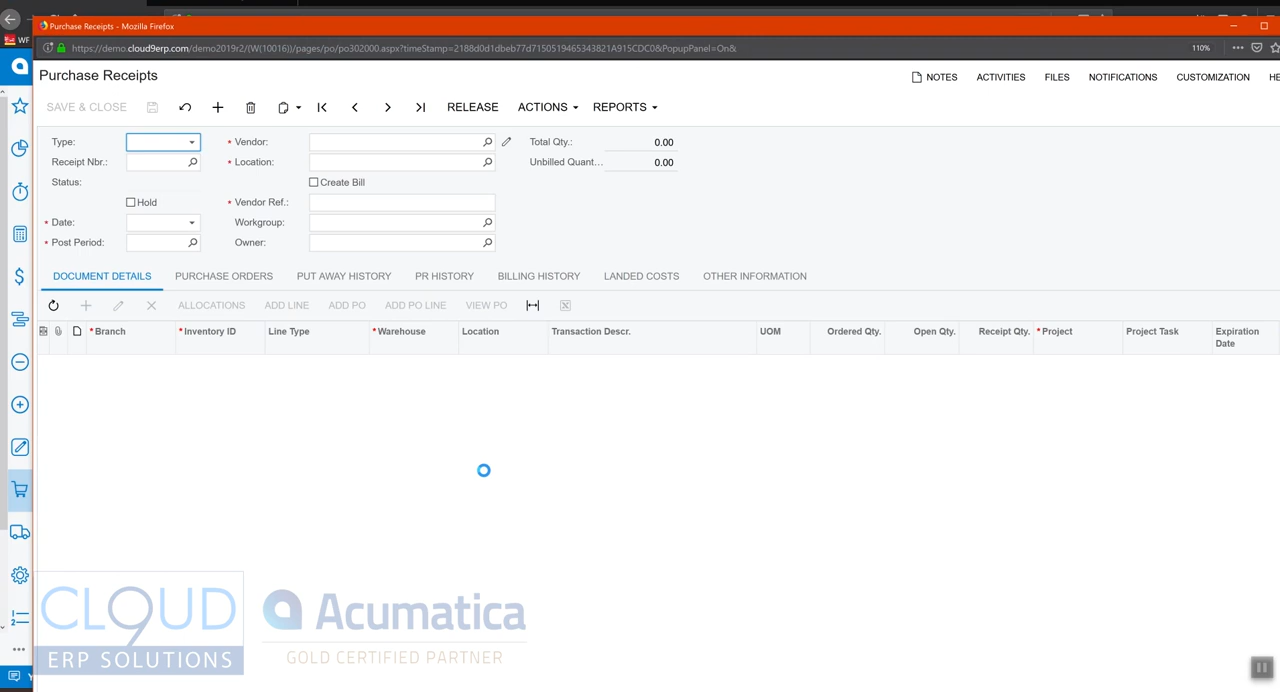 Purchase Receipts - Mozilla Firefox
WF
https://demo.cloud9erp.com/demo2019r2/(W(10016))/pages/po/po302000.aspx?timeStamp=2188d0d1dbeb77d7150519465343821A915CDC0&PopupPanel=On&
110%
Purchase Receipts
NOTES ACTIVITIES FILES NOTIFICATIONS CUSTOMIZATION HE
SAVE & CLOSE RELEASE ACTIONS REPORTS
Type: * Vendor: Total Qty.: 0.00
Receipt Nbr.: * Location: Unbilled Quant... 0.00
Status: Create Bill
Hold * Vendor Ref.:
* Date: Workgroup:
* Post Period: Owner:
DOCUMENT DETAILS PURCHASE ORDERS PUT AWAY HISTORY PR HISTORY BILLING HISTORY LANDED COSTS OTHER INFORMATION
ALLOCATIONS ADD LINE ADD PO ADD PO LINE VIEW PO
* Branch * Inventory ID Line Type * Warehouse Location Transaction Descr. UOM Ordered Qty. Open Qty. Receipt Qty. * Project Project Task Expiration
Date
CLOUD
9
ERP SOLUTIONS
Acumatica
GOLD CERTIFIED PARTNER